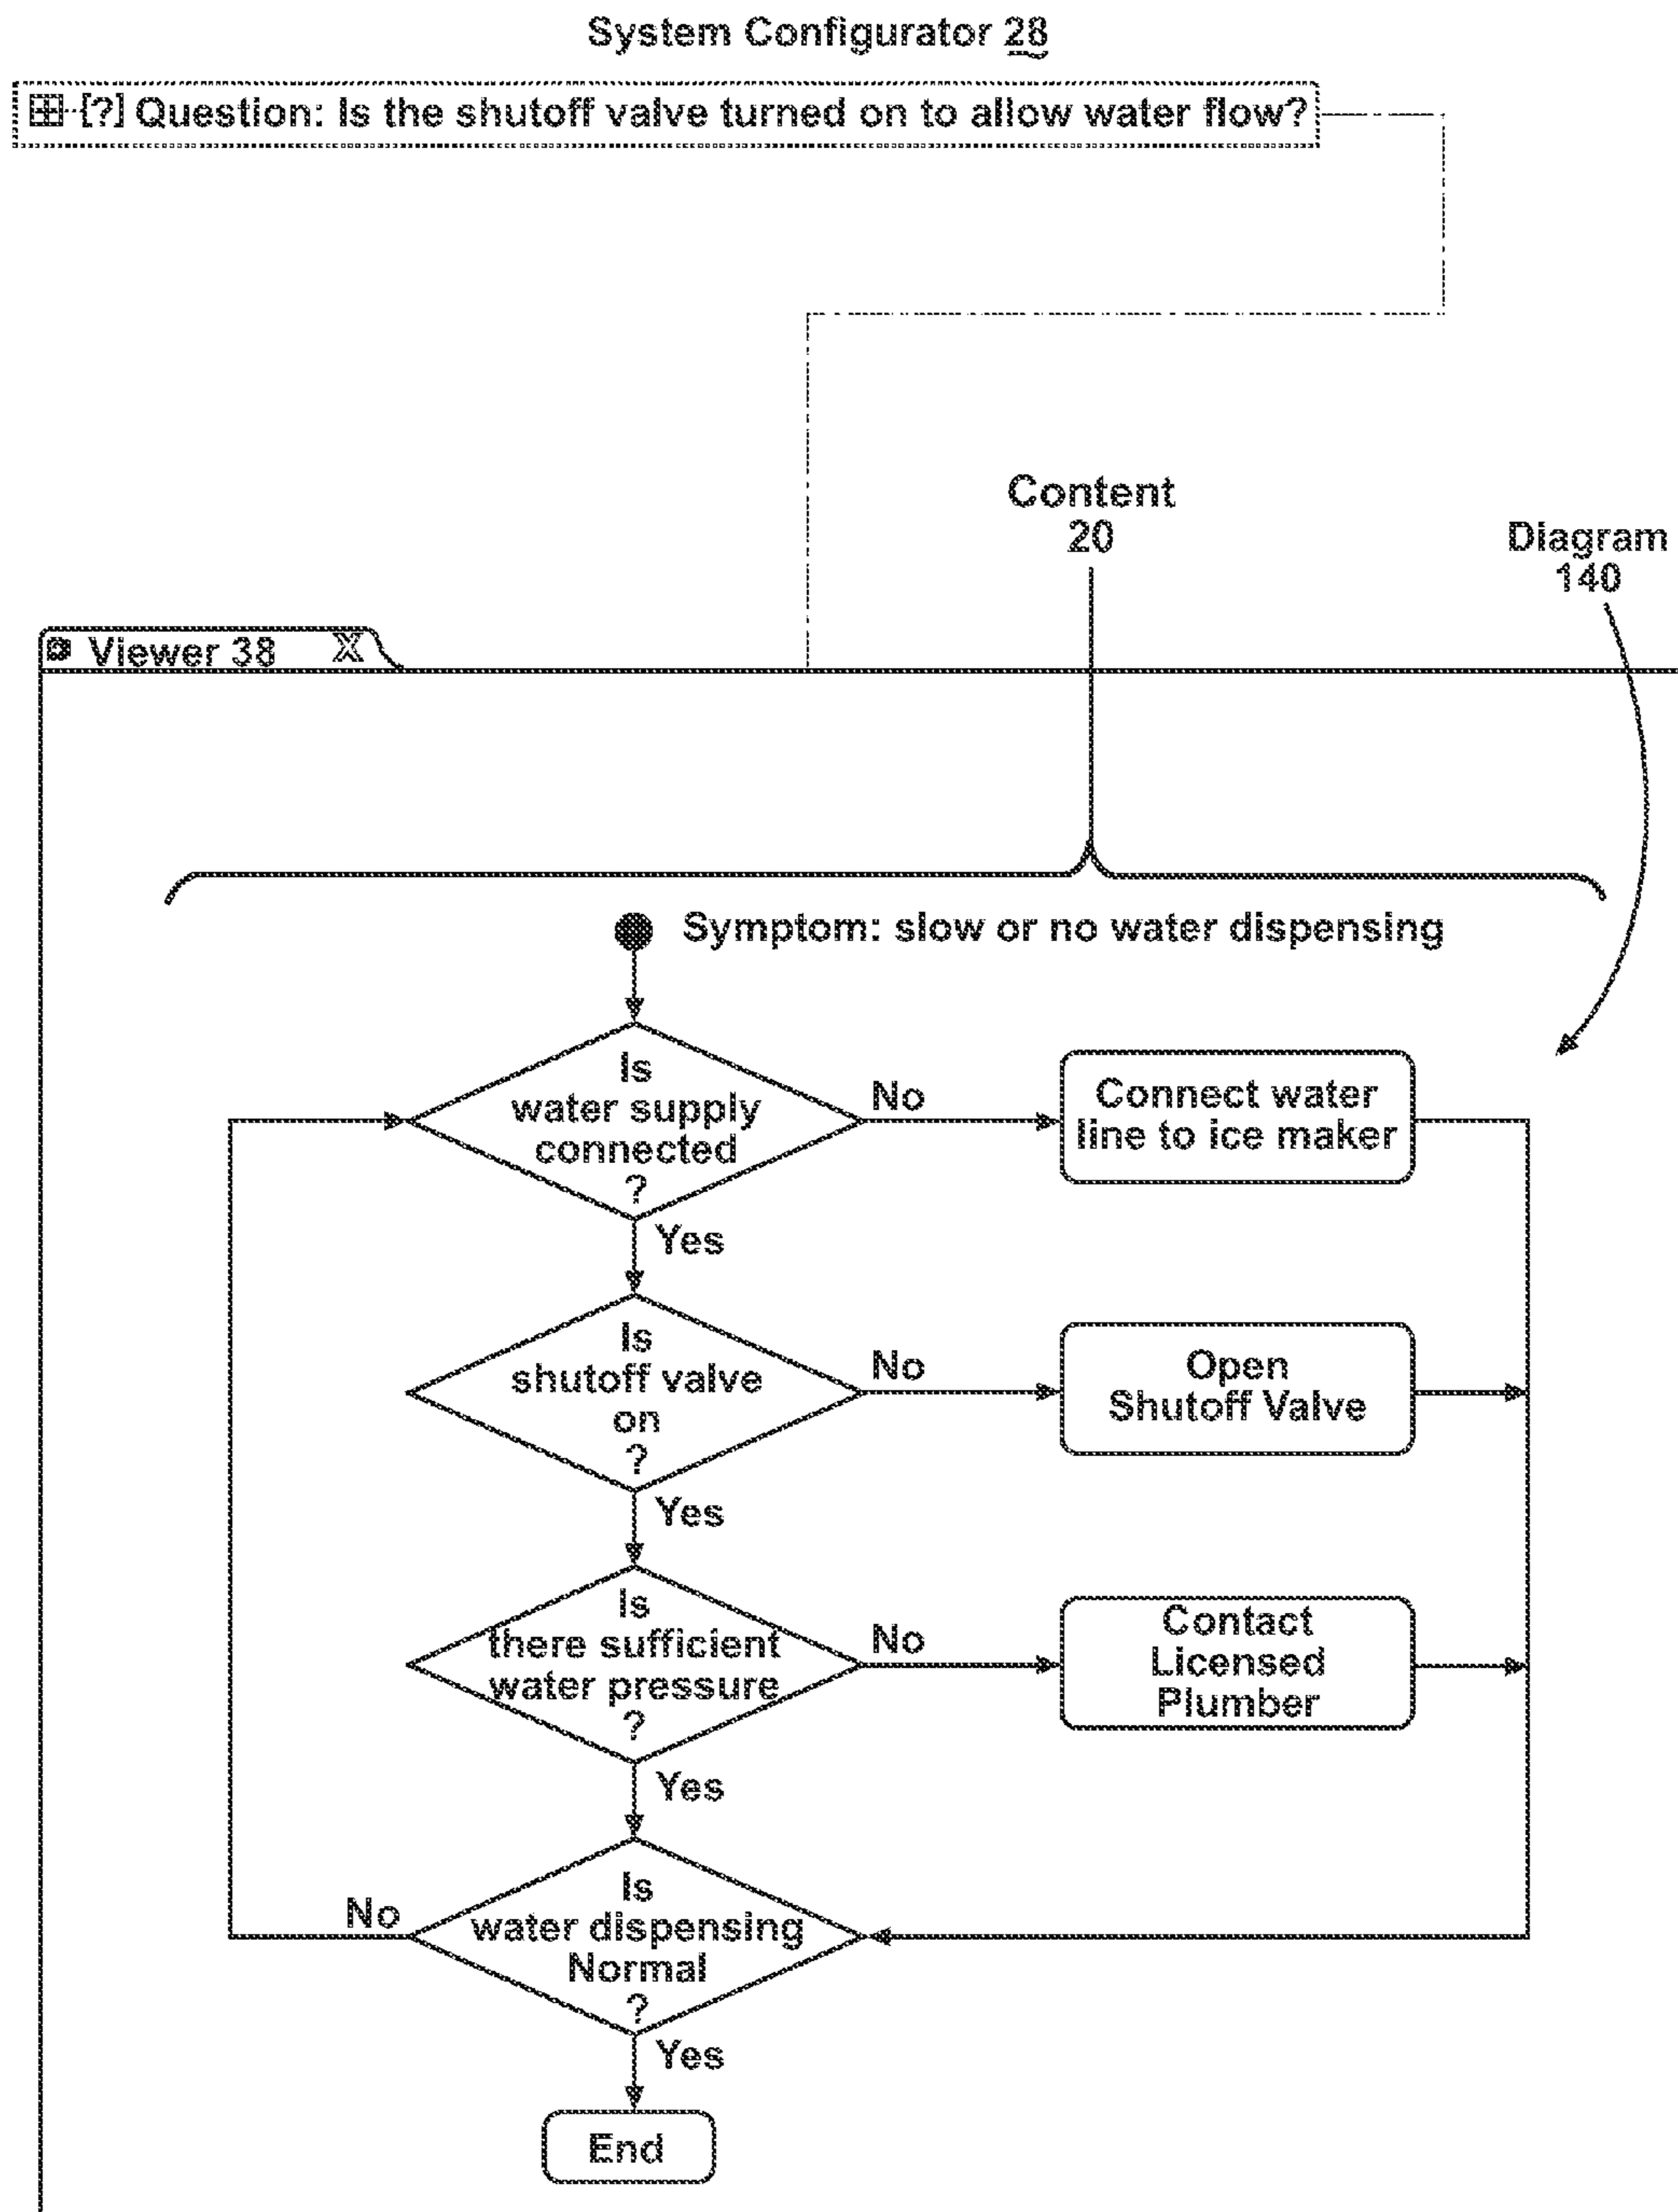 System Configurator 28
[?] Question: Is the shutoff valve turned on to allow water flow?
Content
20
Diagram
140
Viewer 38 X
Symptom: slow or no water dispensing
Is
water supply
connected
?
No
Connect water
line to ice maker
Yes
Is
shutoff valve
on
?
No
Open
Shutoff Valve
Yes
Is
there sufficient
water pressure
?
No
Contact
Licensed
Plumber
Yes
Is
water dispensing
Normal
?
No
Yes
End